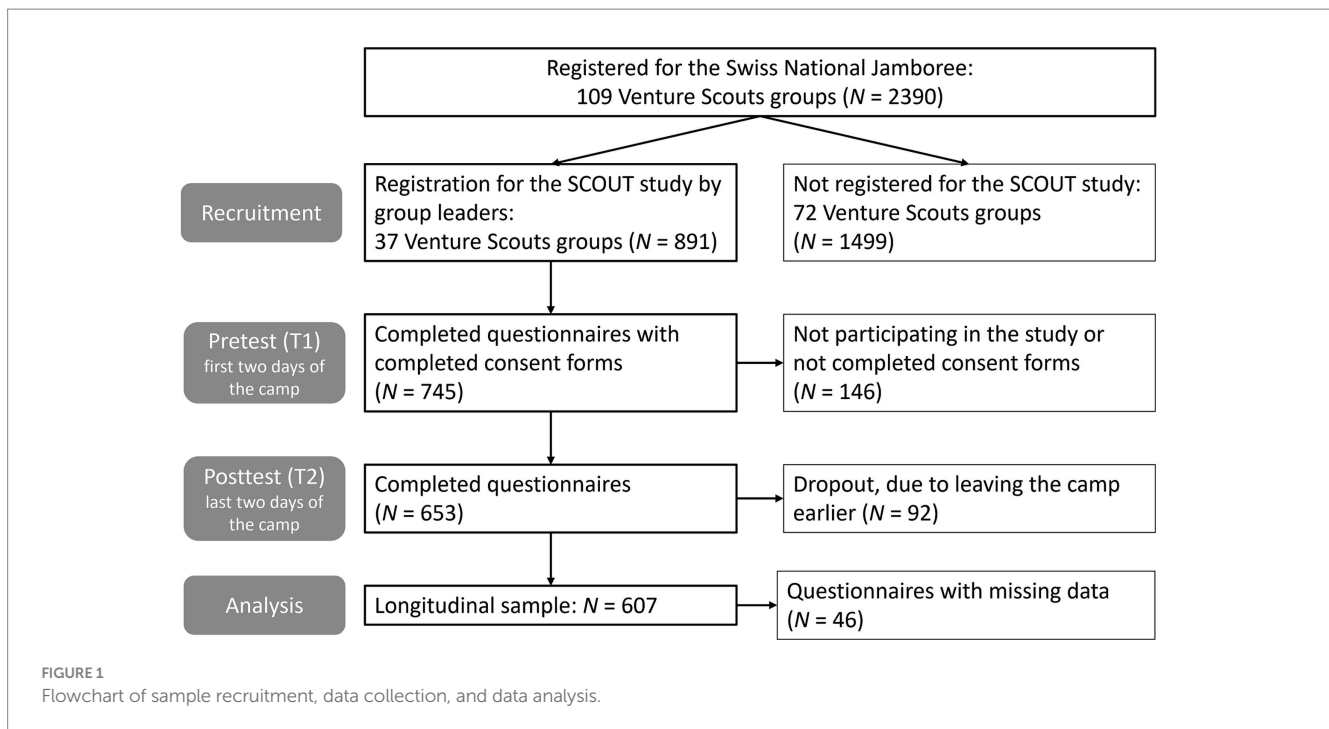 Registered for the Swiss National Jamboree:
109 Venture Scouts groups (N = 2390)
Recruitment
Registration for the SCOUT study by
group leaders:
37 Venture Scouts groups (N = 891)
Not registered for the SCOUT study:
72 Venture Scouts groups
(N = 1499)
Pretest (T1)
first two days of
the camp
Completed questionnaires with
completed consent forms
(N = 745)
Not participating in the study or
not completed consent forms
(N = 146)
Posttest (T2)
last two days of
the camp
Completed questionnaires
(N = 653)
Dropout, due to leaving the camp
earlier (N = 92)
Analysis
Longitudinal sample: N = 607
Questionnaires with missing data
(N = 46)
FIGURE 1
Flowchart of sample recruitment, data collection, and data analysis.